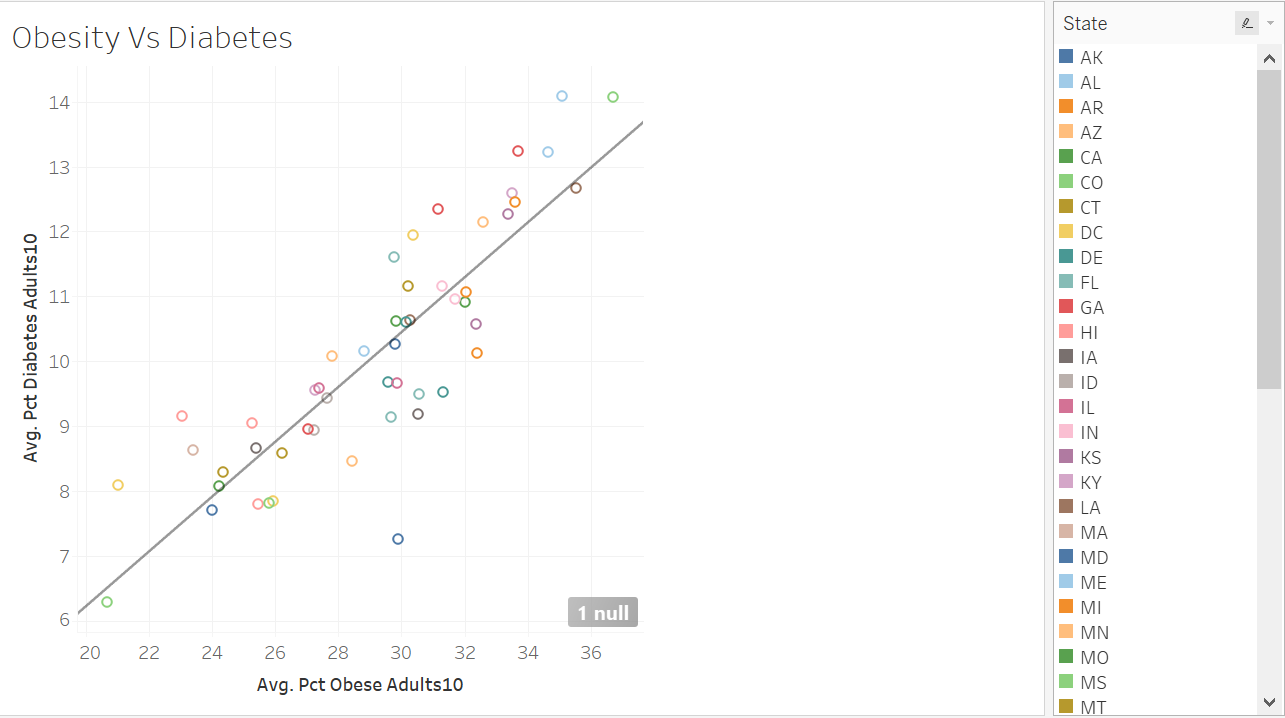 Obesity Vs Diabetes
14
13
12
11
10
9
8
7
6
Avg. Pct Diabetes Adults10
1 null
20 22 24 26 28 30 32 34 36
Avg. Pct Obese Adults10
State
AK
AL
AR
AZ
CA
CO
CT
DC
DE
FL
GA
HI
IA
ID
IL
IN
KS
KY
LA
MA
MD
ME
MI
MN
MO
MS
MT